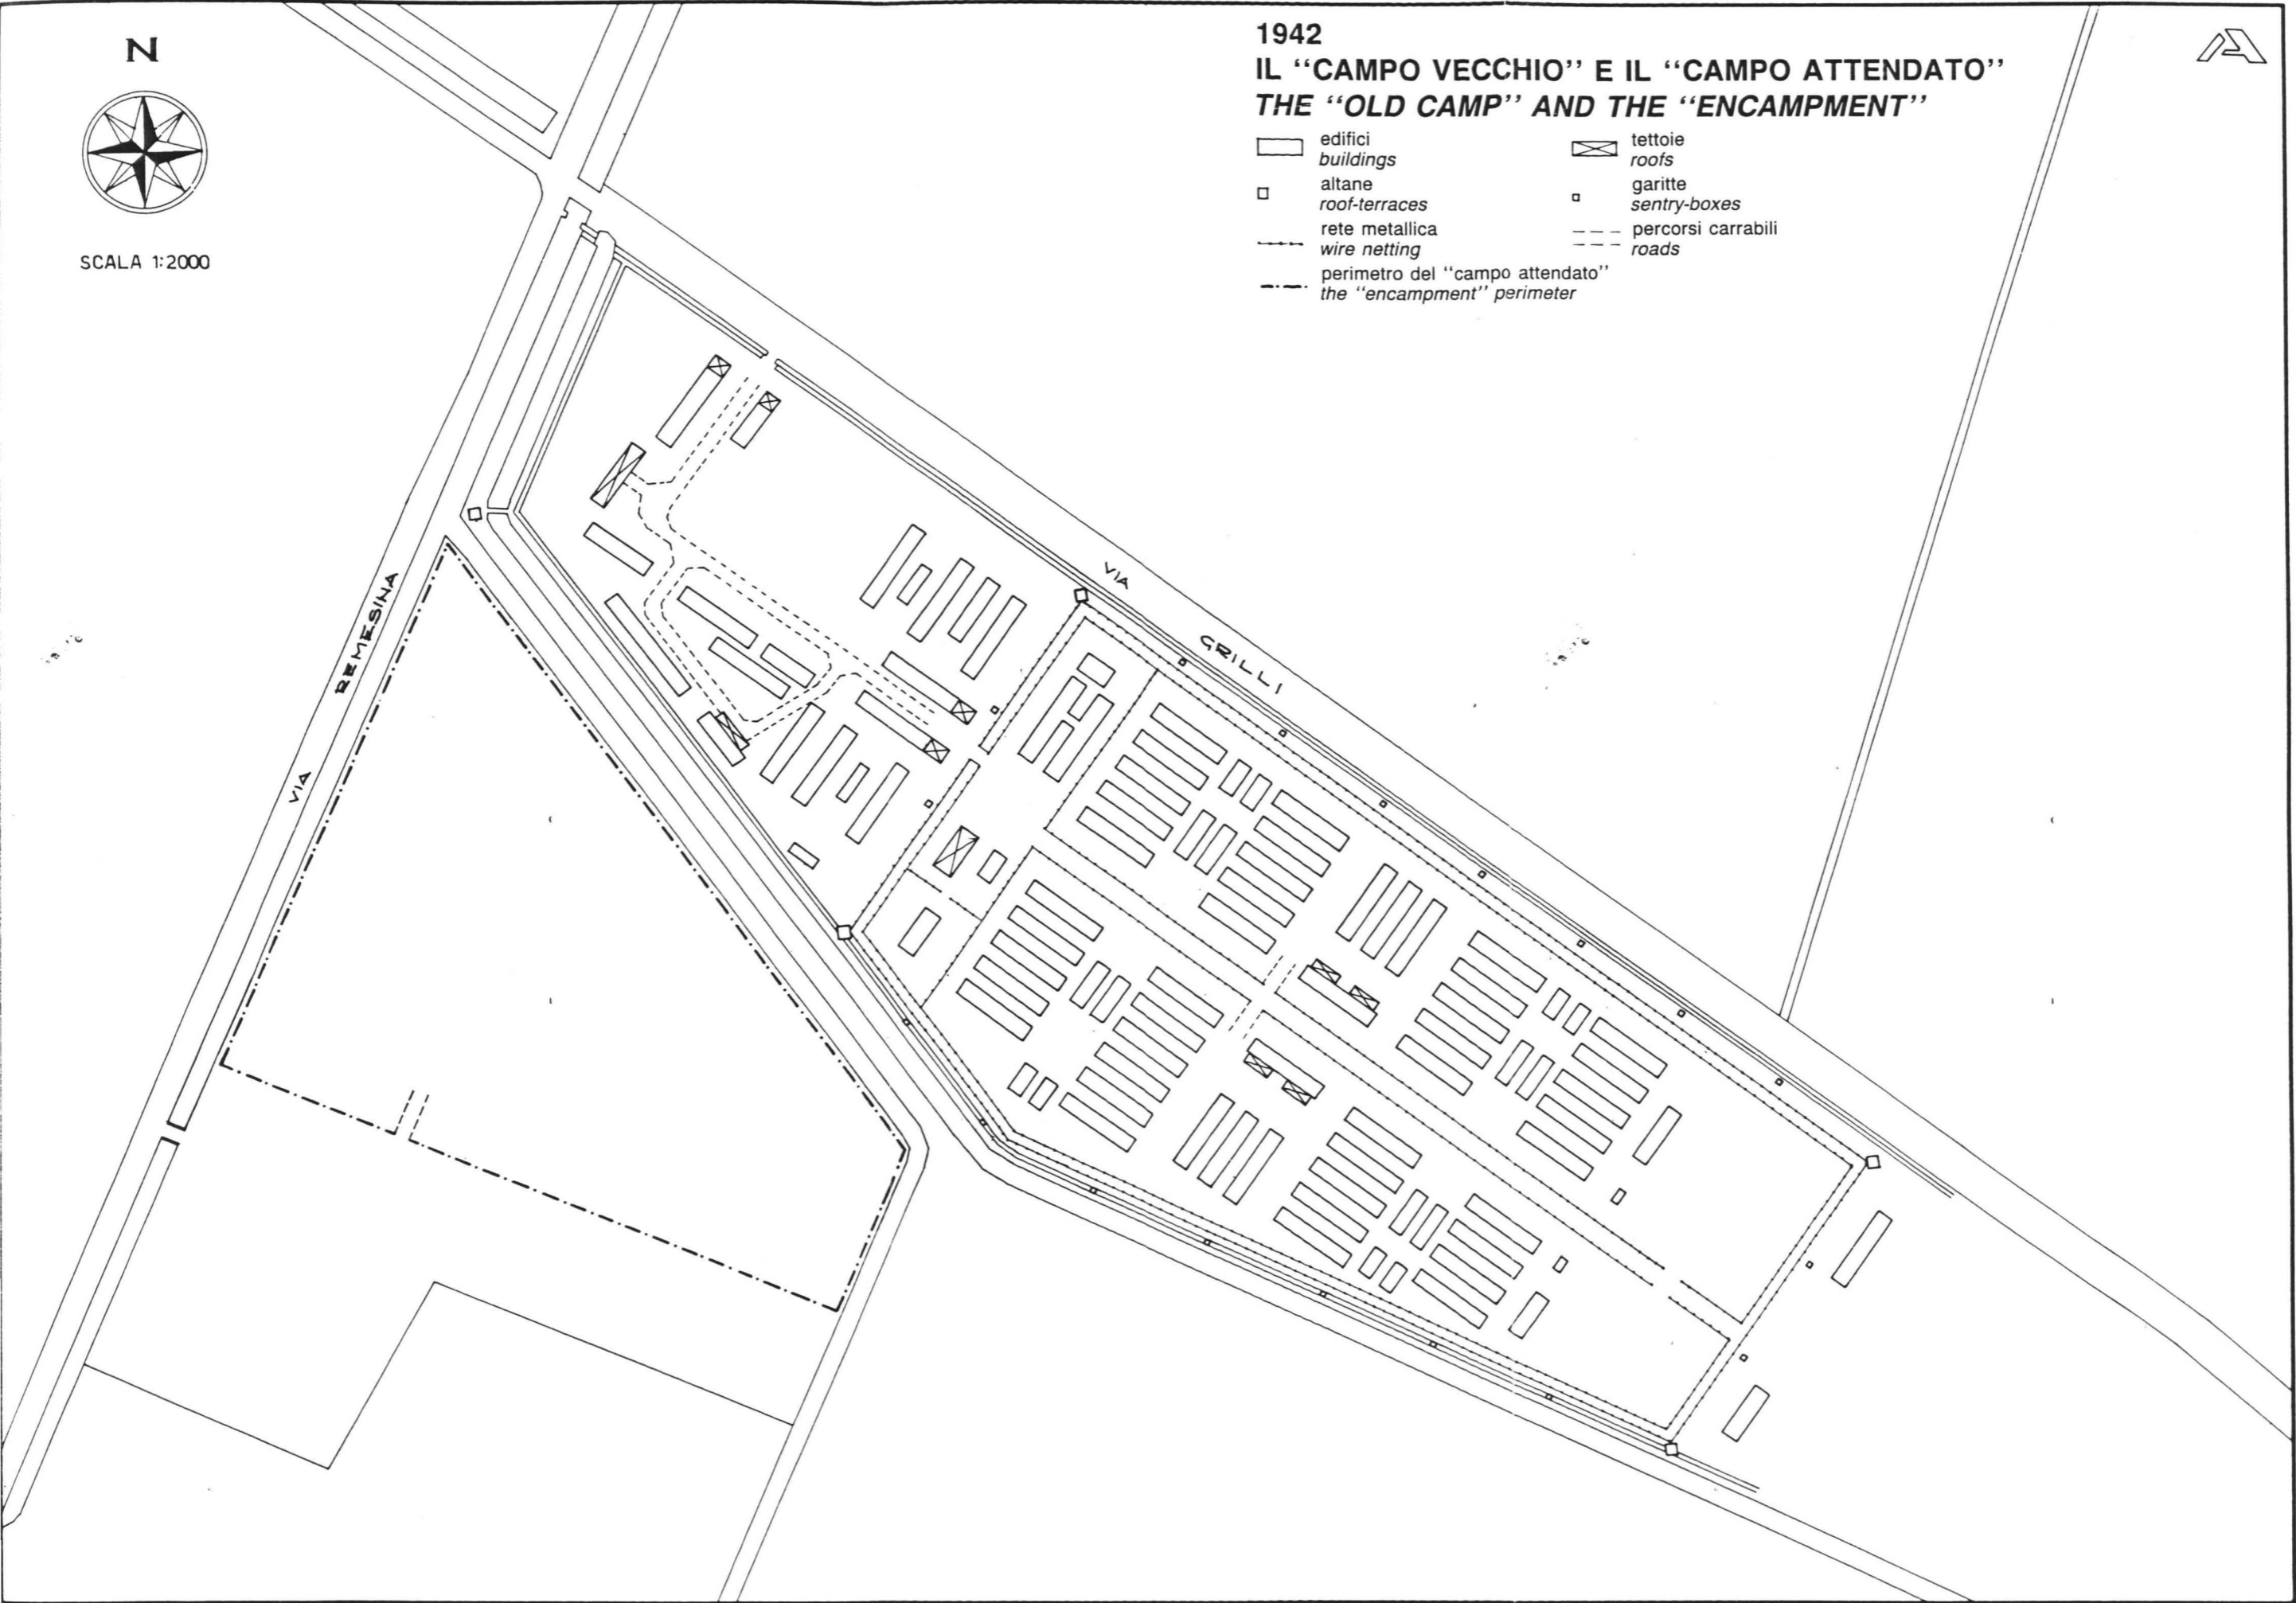 N
SCALA 1:2000
1942
IL “CAMPO VECCHIO” E IL “CAMPO ATTENDATO”
THE “OLD CAMP” AND THE “ENCAMPMENT”
edifici
buildings
altane
roof-terraces
rete metallica
wire netting
perimetro del “campo attendato”
the “encampment” perimeter
tettoie
roofs
garitte
sentry-boxes
percorsi carrabili
roads
VIA GRILLI
VIA REMESINA